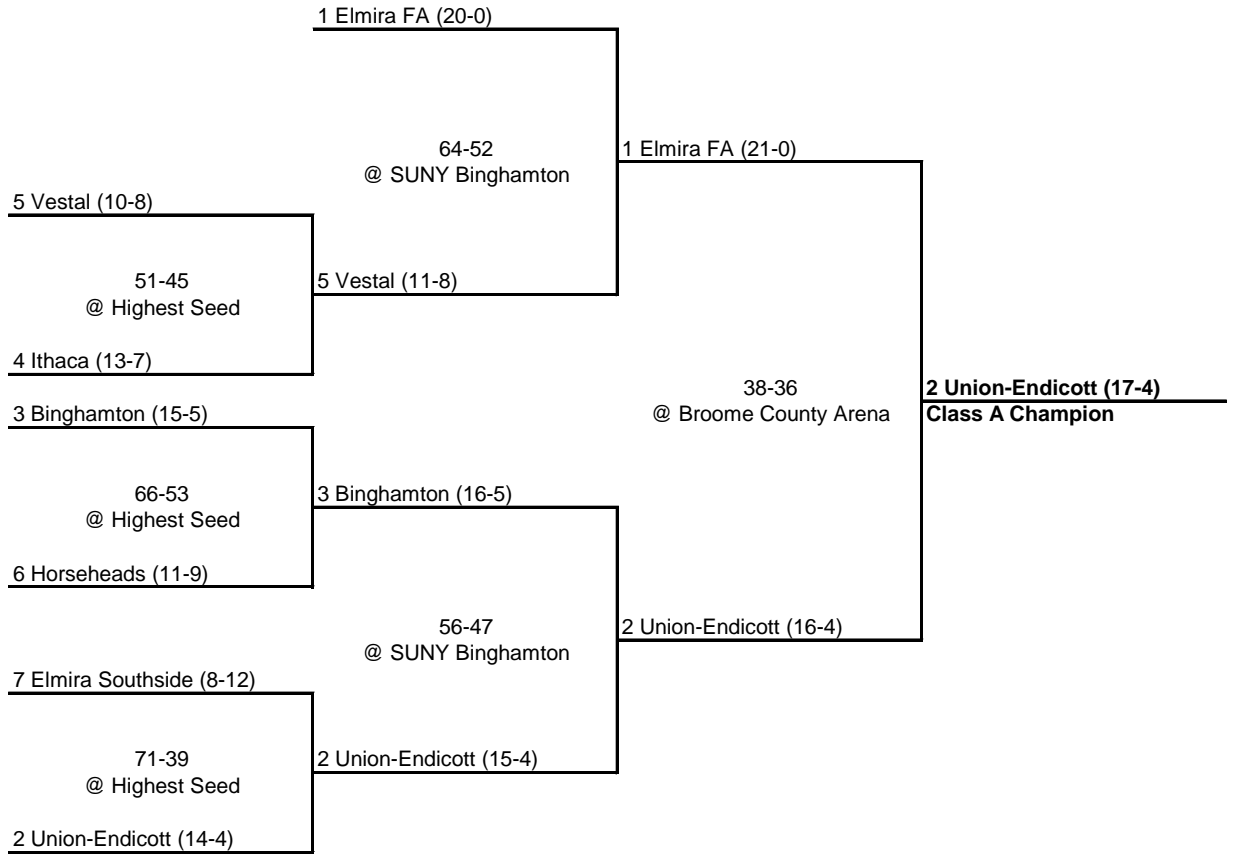 1 Elmira FA (20-0)
64-52
@ SUNY Binghamton
1 Elmira FA (21-0)
5 Vestal (10-8)
51-45
@ Highest Seed
5 Vestal (11-8)
4 Ithaca (13-7)
38-36
@ Broome County Arena
2 Union-Endicott (17-4)
Class A Champion
3 Binghamton (15-5)
66-53
@ Highest Seed
3 Binghamton (16-5)
6 Horseheads (11-9)
56-47
@ SUNY Binghamton
2 Union-Endicott (16-4)
7 Elmira Southside (8-12)
71-39
@ Highest Seed
2 Union-Endicott (15-4)
2 Union-Endicott (14-4)